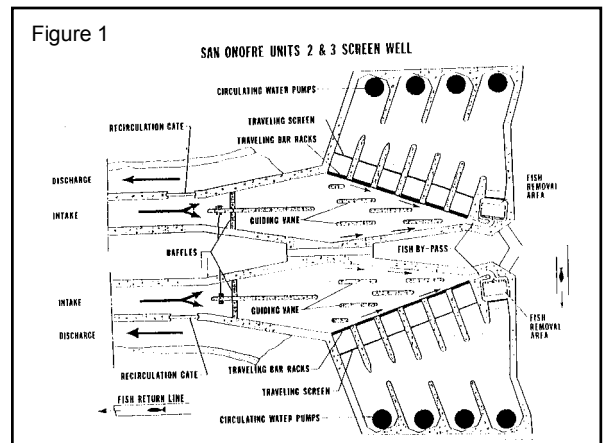 Figure 1
SAN ONOFRE UNITS 2 & 3 SCREEN WELL
CIRCULATING WATER PUMPS
TRAVELING SCREEN
RECIRCULATION GATE
TRAVELING BAR RACKS
DISCHARGE
FISH
REMOVAL
AREA
INTAKE
GUIDING VANE
BAFFLES
FISH BY-PASS
INTAKE
GUIDING VANE
DISCHARGE
FISH
REMOVAL
AREA
TRAVELING BAR RACKS
RECIRCULATION GATE
TRAVELING SCREEN
FISH RETURN LINE
CIRCULATING WATER PUMPS